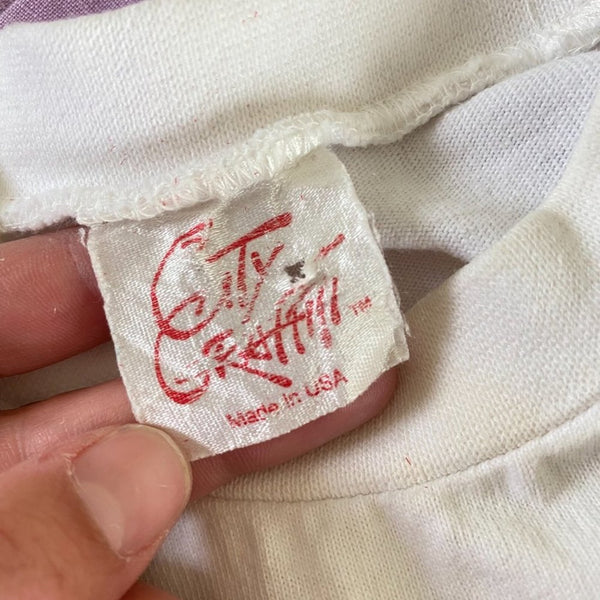 City
Graffiti ™
Made In USA